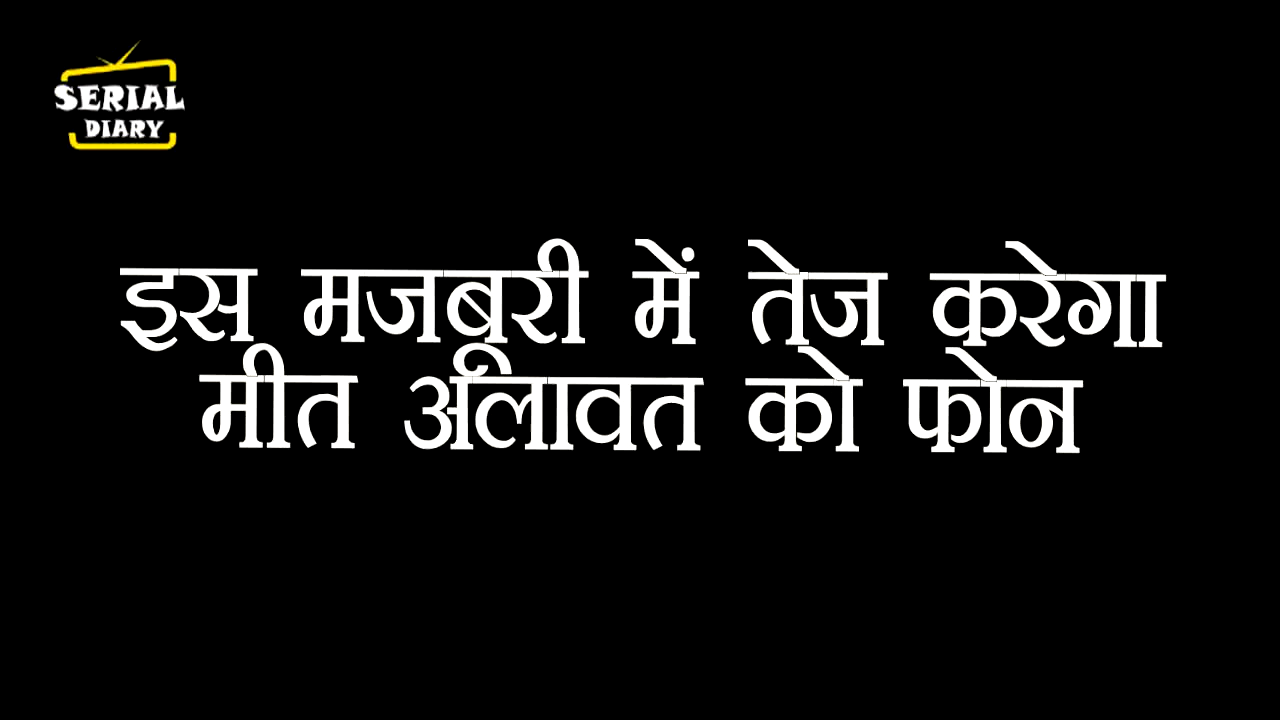 SERIAL
DIARY
इस मजबूरी में तेज करेगा
मीत अलावत को फोन